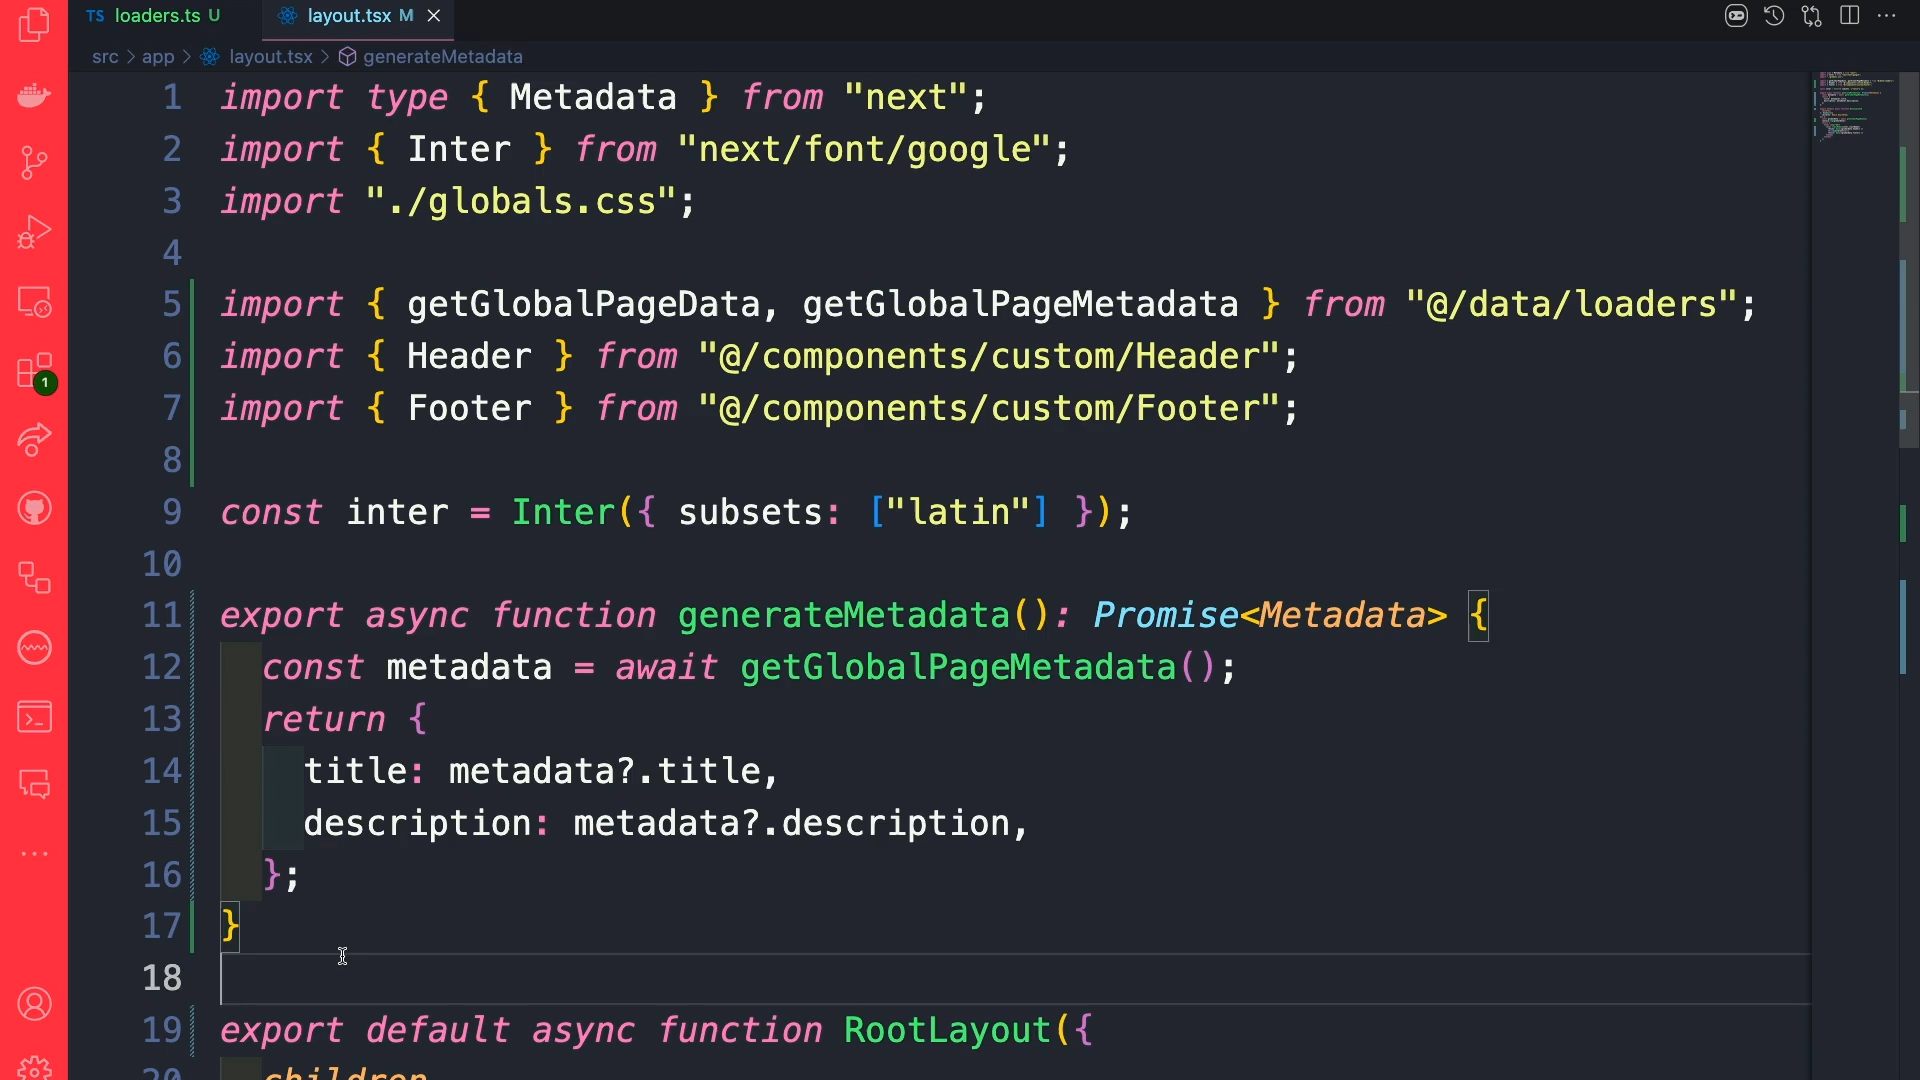 TS loaders.ts U layout.tsx M
src > app > layout.tsx > generateMetadata
1 import type { Metadata } from "next";
2 import { Inter } from "next/font/google";
3 import "./globals.css";
4
5 import { getGlobalPageData, getGlobalPageMetadata } from "@/data/loaders";
6 import { Header } from "@/components/custom/Header";
7 import { Footer } from "@/components/custom/Footer";
8
9 const inter = Inter({ subsets: ["latin"] });
10
11 export async function generateMetadata(): Promise<Metadata> {
12 const metadata = await getGlobalPageMetadata();
13 return {
14 title: metadata?.title,
15 description: metadata?.description,
16 };
17 }
18
19 export default async function RootLayout({
20 children
1